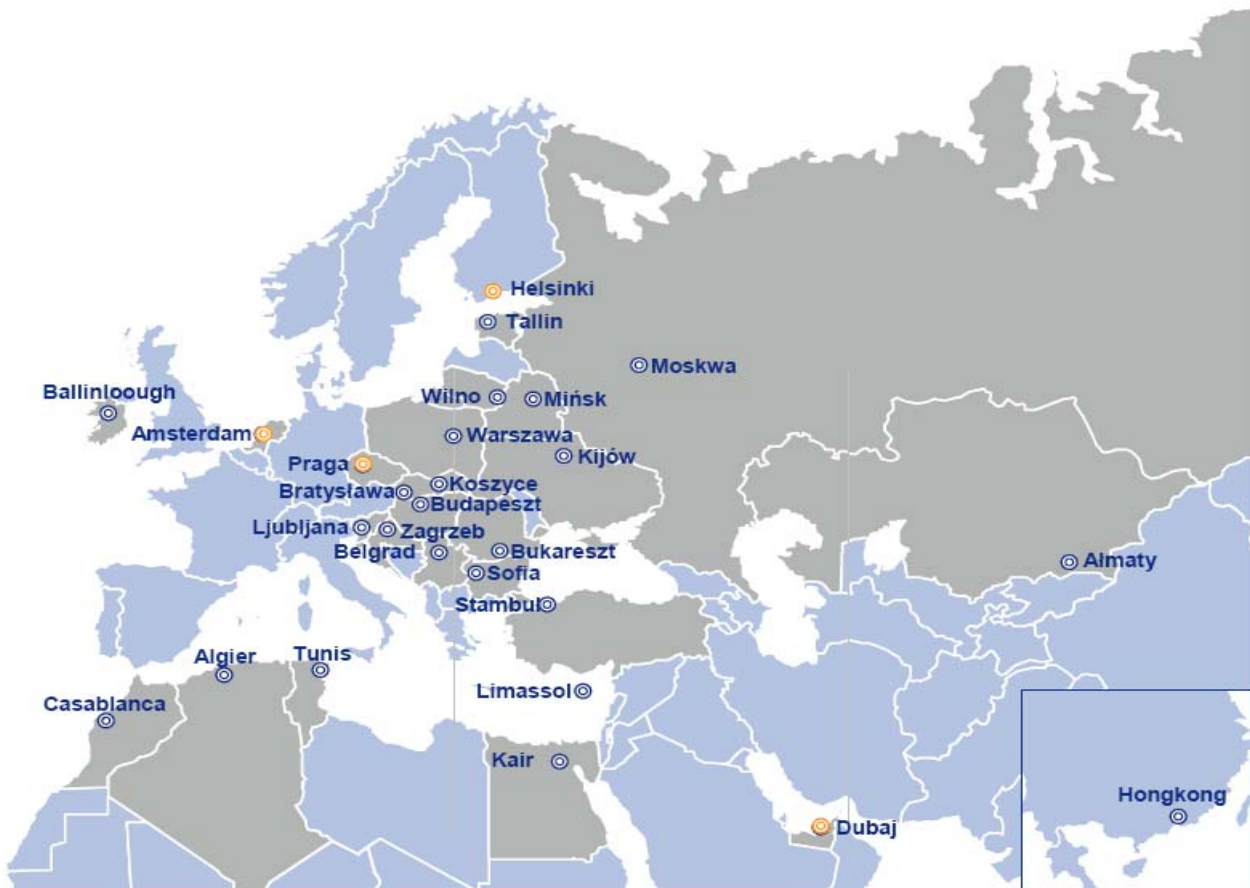 Helsinki
Tallin
Moskwa
Ballinloough
Wilno
Mińsk
Amsterdam
Warszawa
Kijów
Praga
Koszyce
Bratysława
Budapeszt
Ljubljana
Zagrzeb
Belgrad
Bukareszt
Ałmaty
Sofia
Stambuł
Algier
Tunis
Limassol
Casablanca
Kair
Hongkong
Dubaj